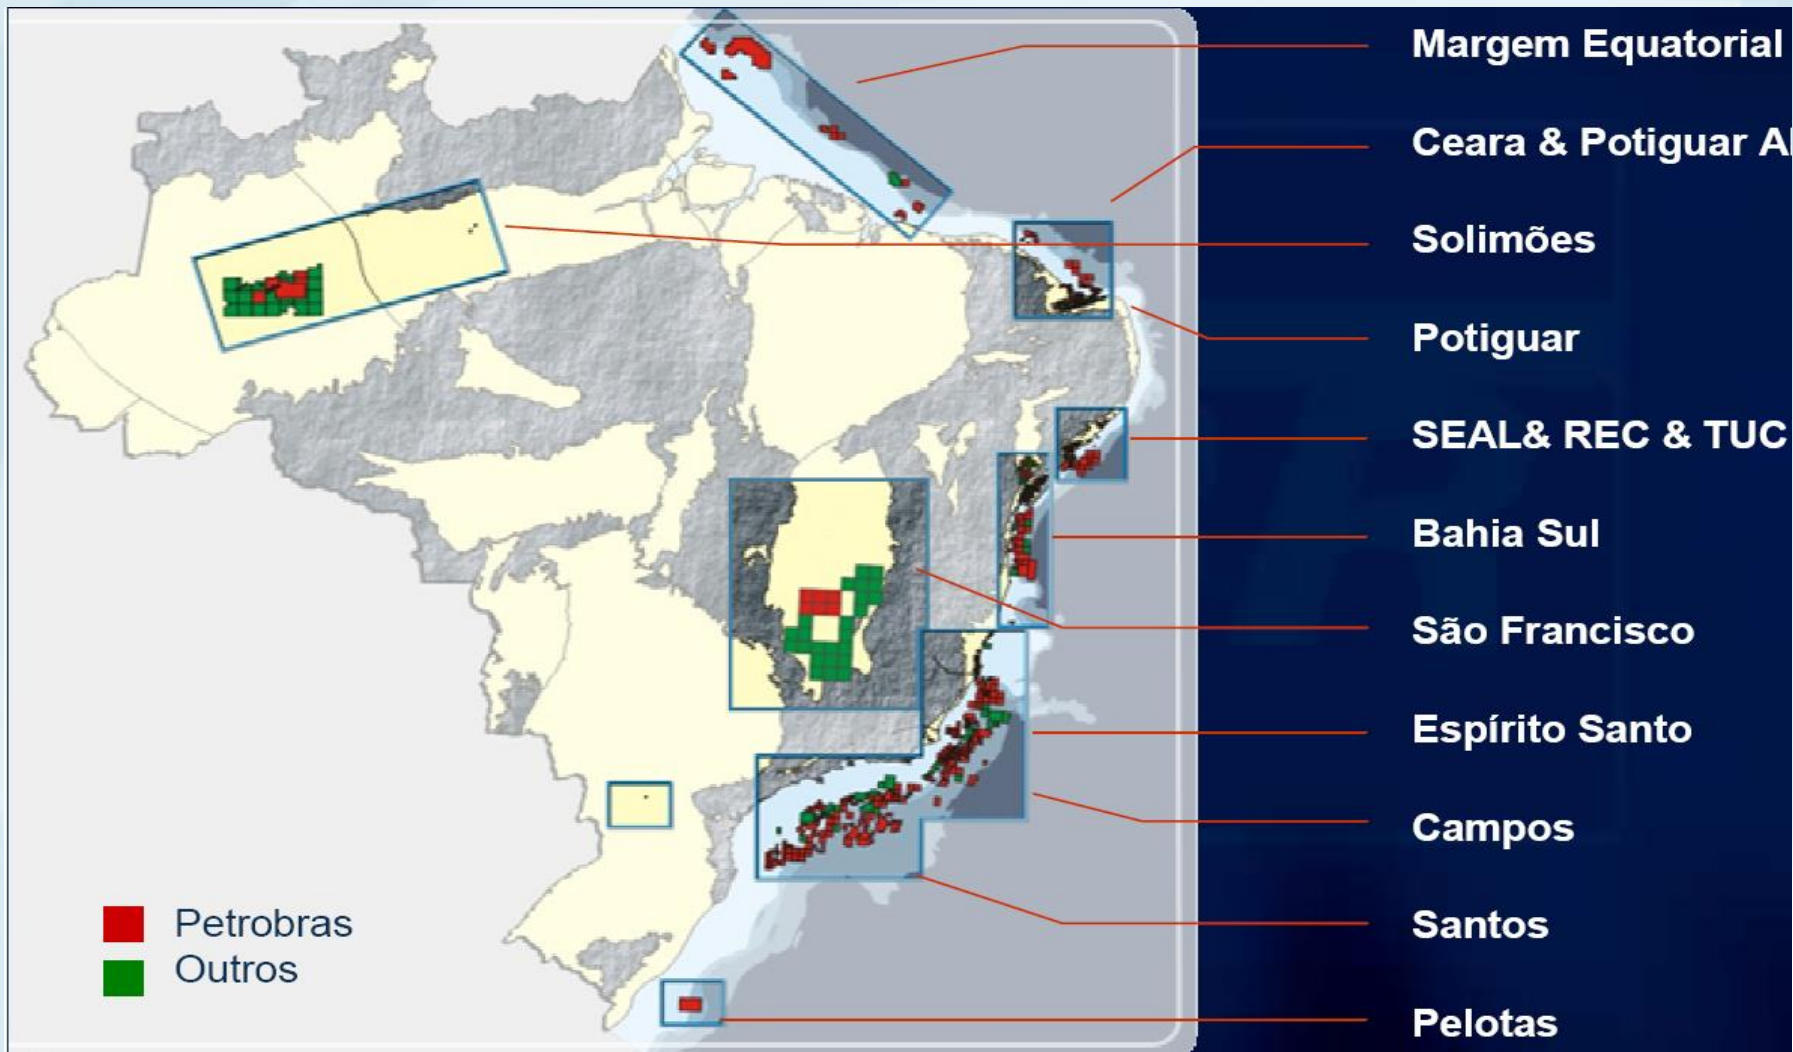 Margem Equatorial
Ceara & Potiguar
Solimões
Potiguar
SEAL& REC & TUC
Bahia Sul
São Francisco
Espírito Santo
Campos
Santos
Pelotas
Petrobras
Outros